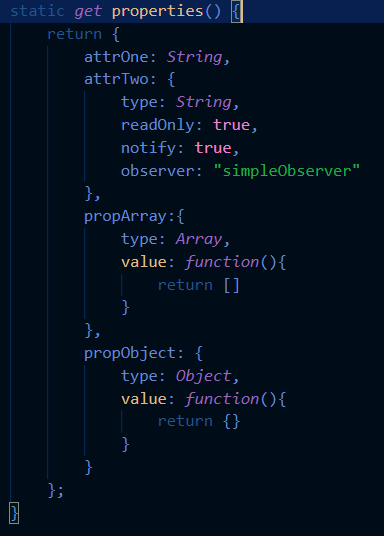 static get properties() {
    return {
        attrOne: String,
        attrTwo: {
            type: String,
            readOnly: true,
            notify: true,
            observer: "simpleObserver"
        },
        propArray:{
            type: Array,
            value: function(){
                return []
            }
        },
        propObject: {
            type: Object,
            value: function(){
                return {}
            }
        }
    };
}